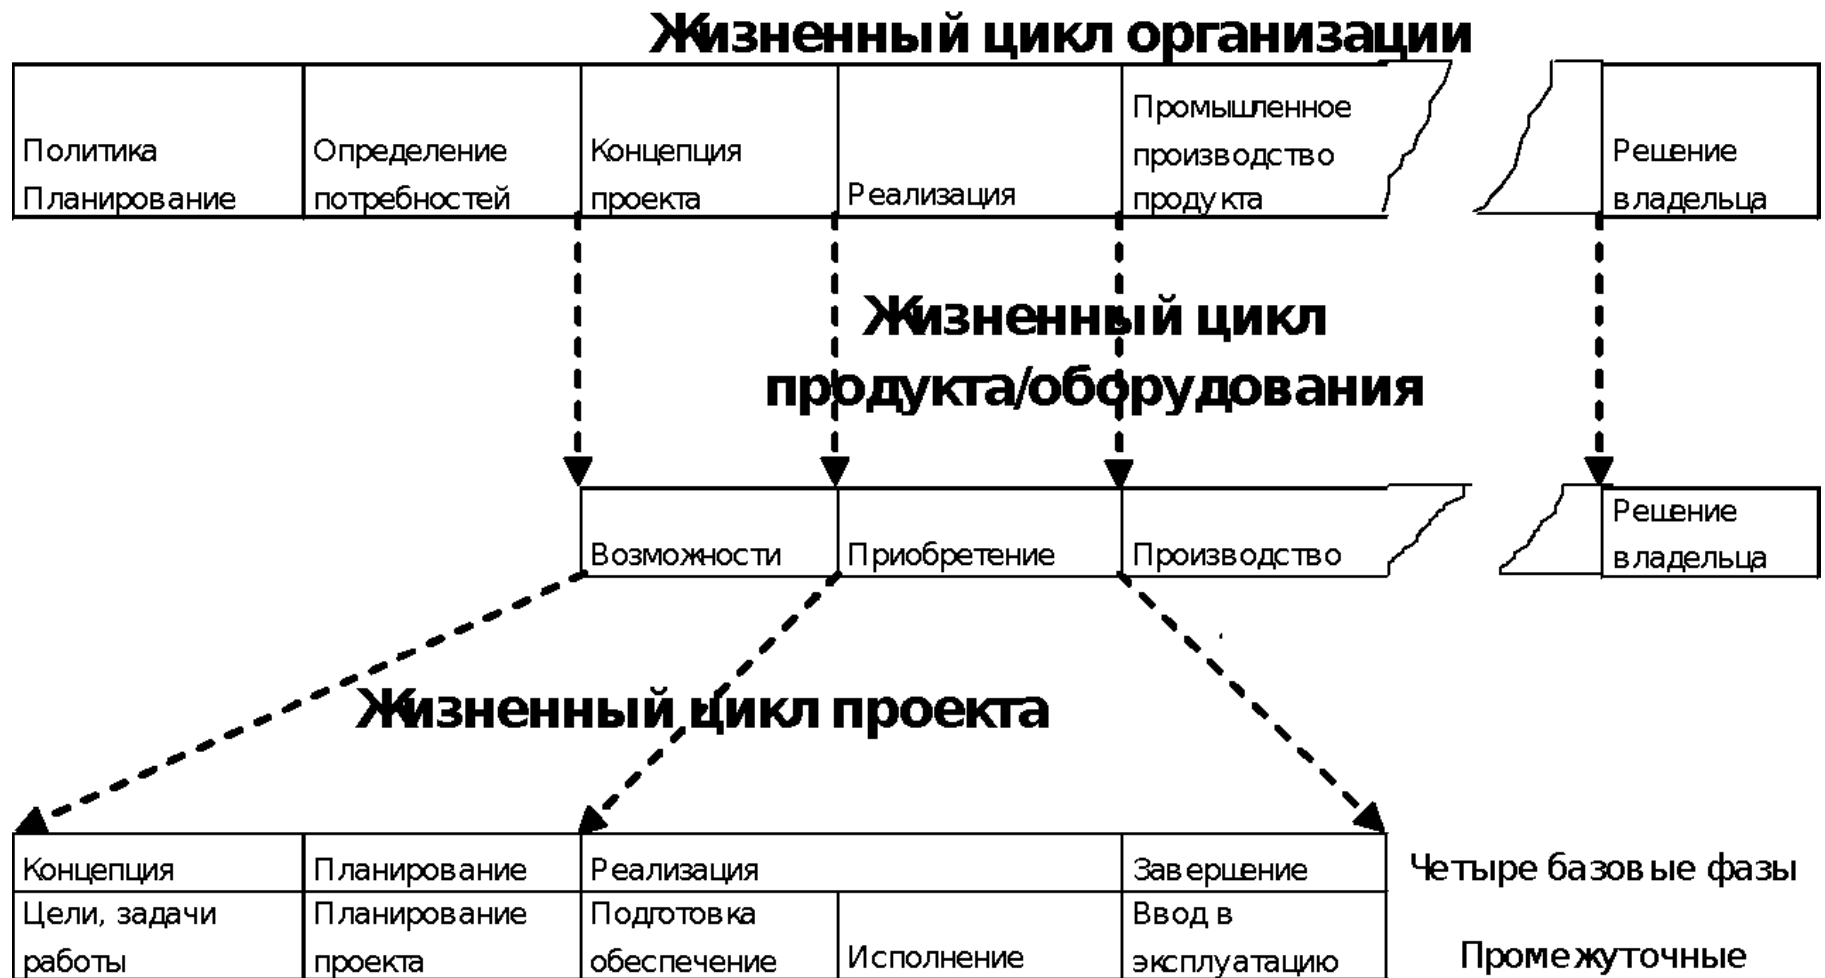 Жизненный цикл организации
Политика
Планирование
Определение
потребностей
Концепция
проекта
Реализация
Промышленное
производство
продукта
Решение
владельца
Жизненный цикл
продукта/оборудования
Возможности
Приобретение
Производство
Решение
владельца
Жизненный цикл проекта
Концепция
Планирование
Реализация
Завершение
Четыре базовые фазы
Цели, задачи
работы
Планирование
проекта
Подготовка
обеспечение
Исполнение
Ввод в
эксплуатацию
Промежуточные